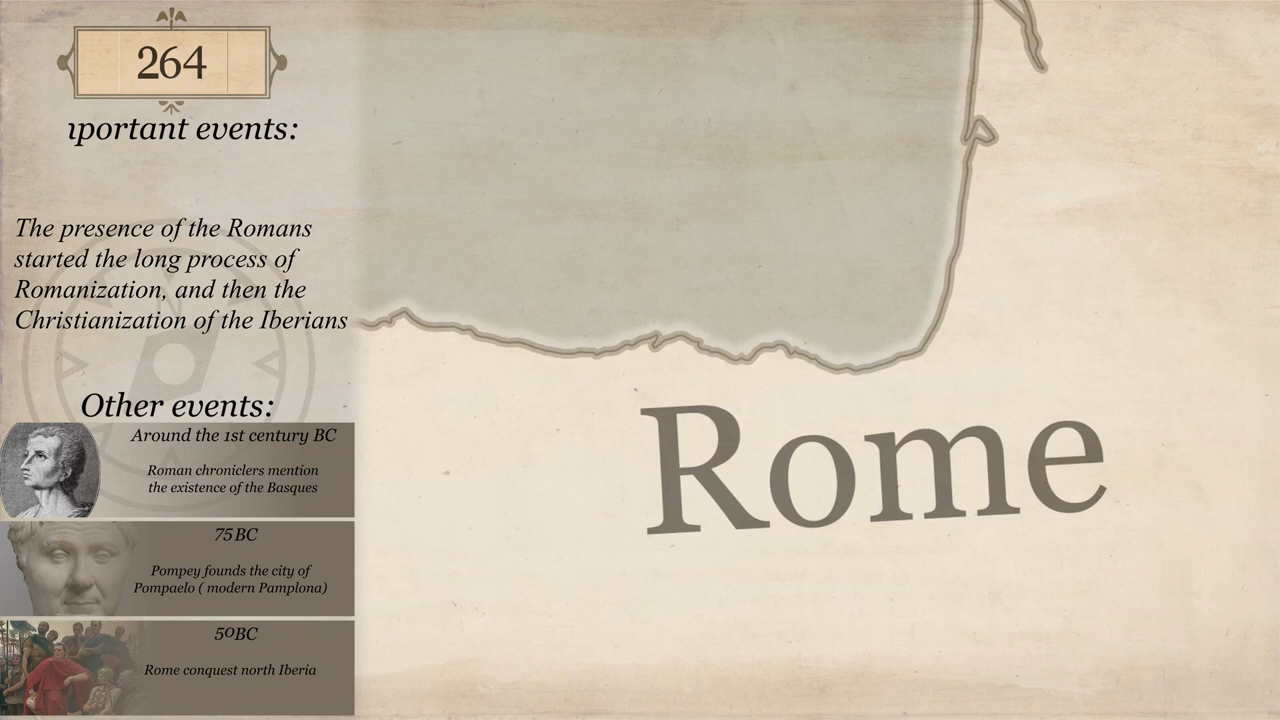 264
ıportant events:
The presence of the Romans
started the long process of
Romanization, and then the
Christianization of the Iberians
Other events:
Around the 1st century BC
Roman chroniclers mention
the existence of the Basques
75 BC
Pompey founds the city of
Pompaelo ( modern Pamplona)
50BC
Rome conquest north Iberia
Rome